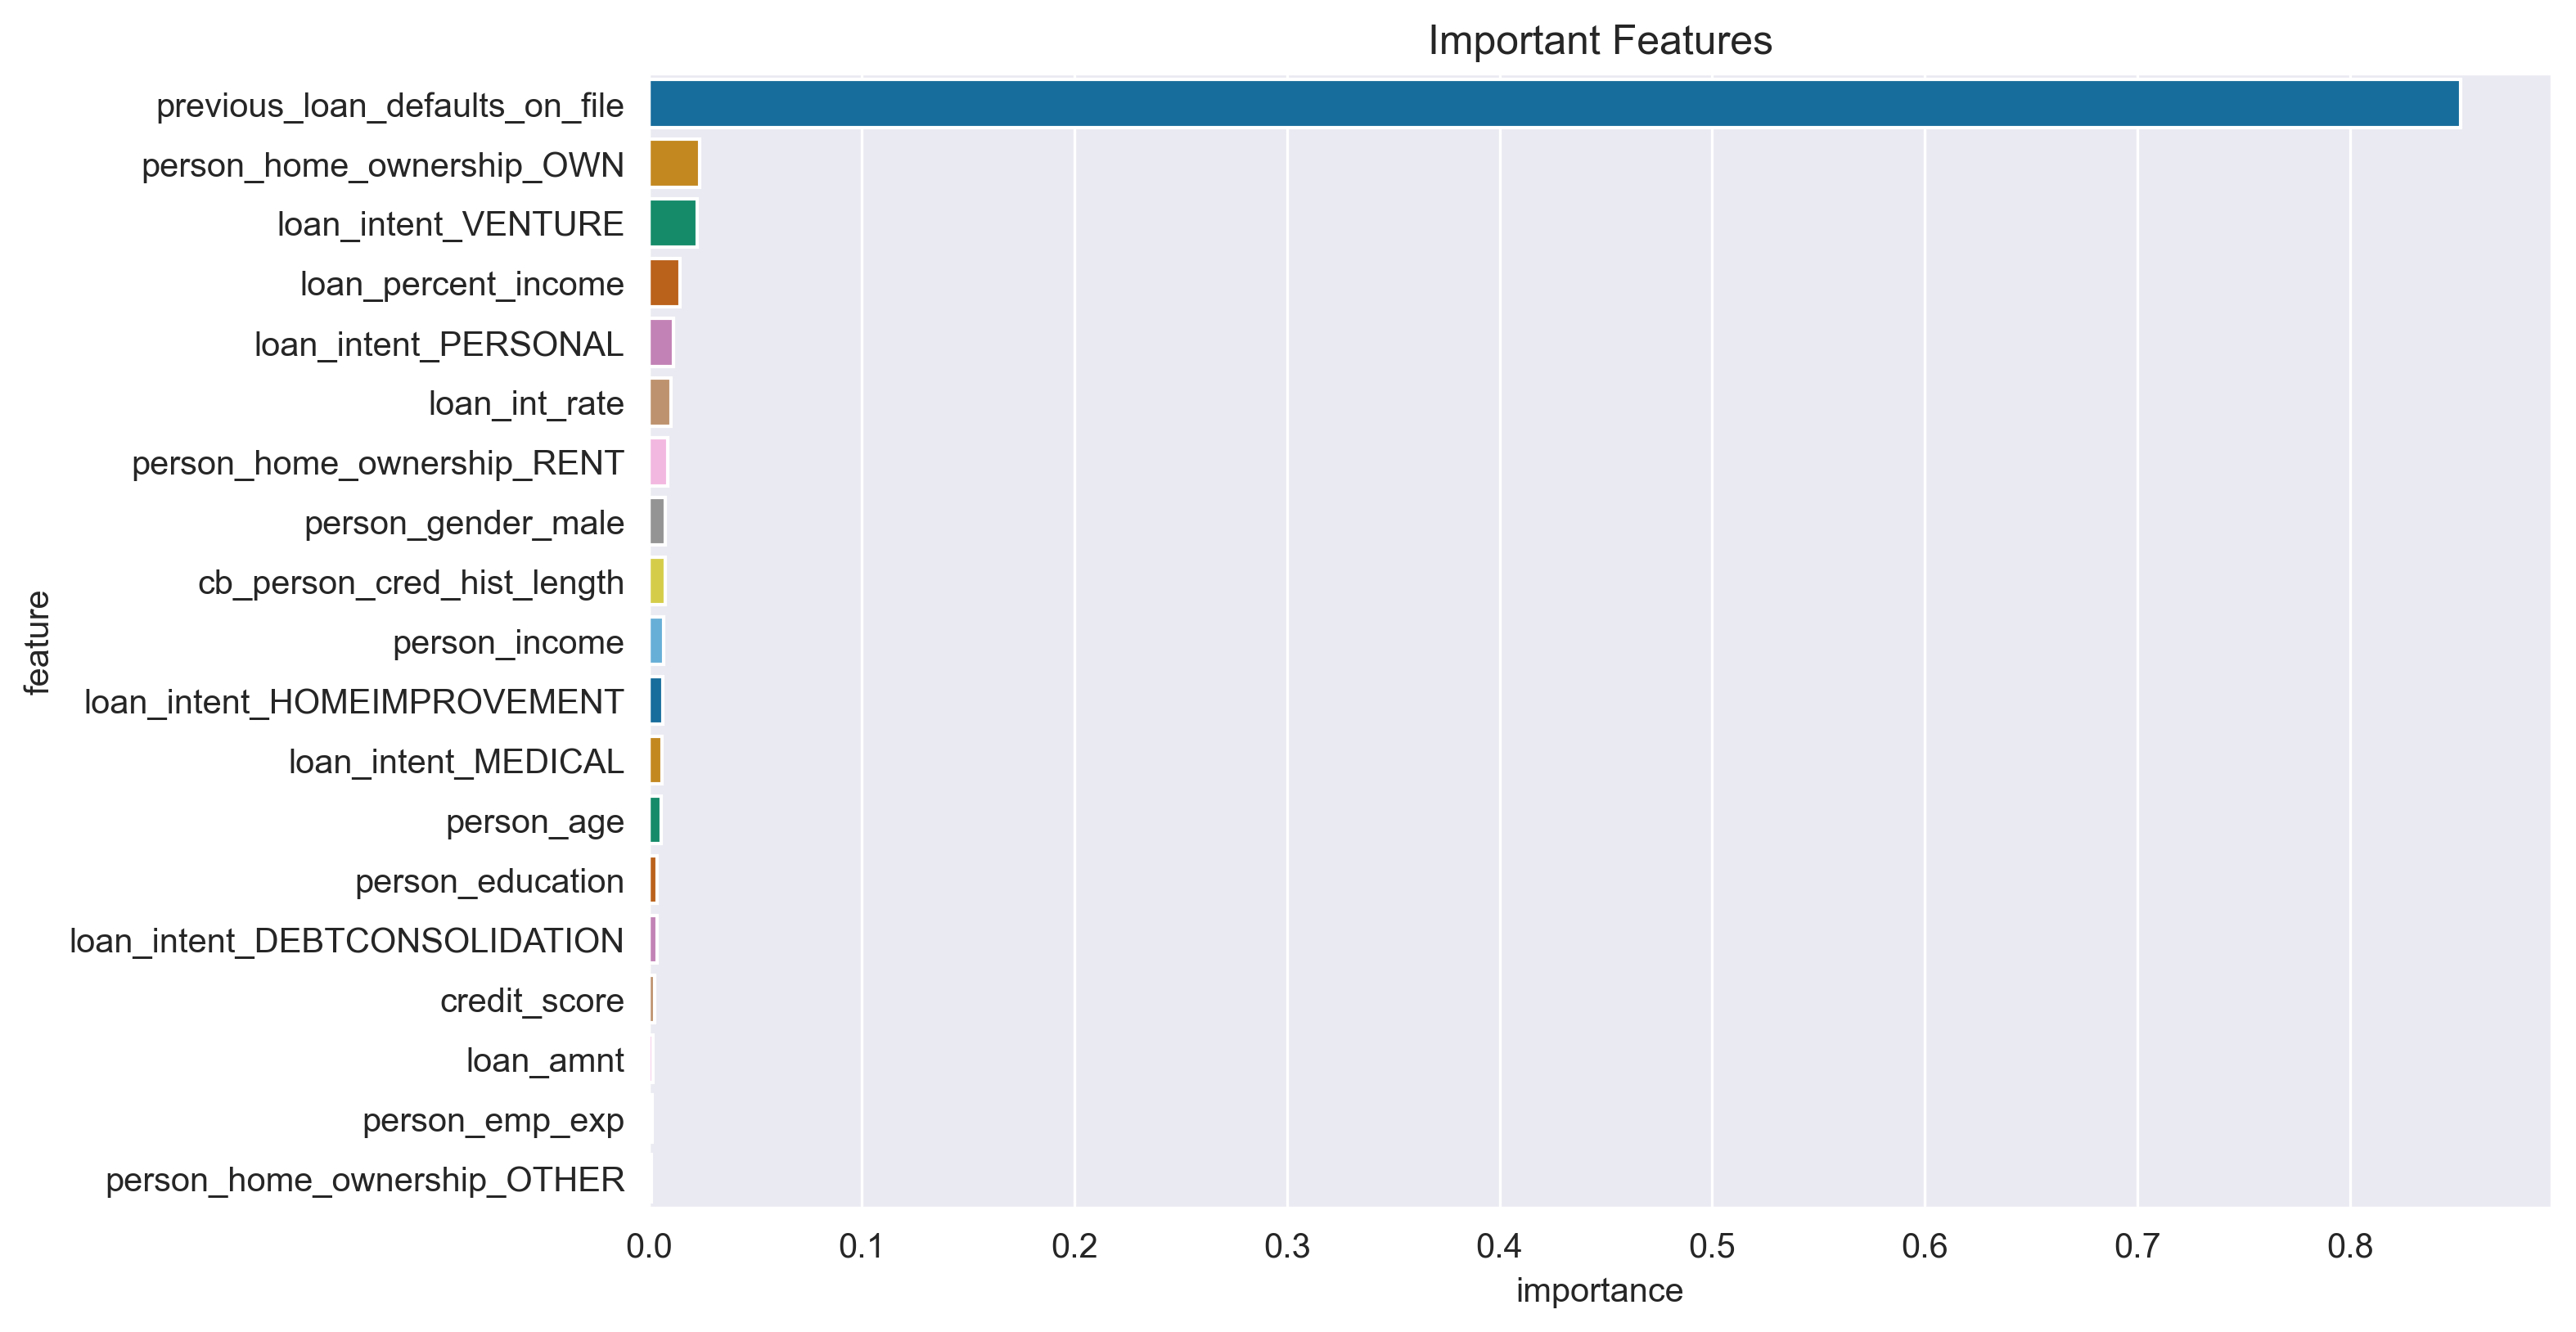 Important Features
previous_loan_defaults_on_file
person_home_ownership_OWN
loan_intent_VENTURE
loan_percent_income
loan_intent_PERSONAL
loan_int_rate
person_home_ownership_RENT
person_gender_male
cb_person_cred_hist_length
person_income
loan_intent_HOMEIMPROVEMENT
loan_intent_MEDICAL
person_age
person_education
loan_intent_DEBTCONSOLIDATION
credit_score
loan_amnt
person_emp_exp
person_home_ownership_OTHER
feature
0.0 0.1 0.2 0.3 0.4 0.5 0.6 0.7 0.8
importance